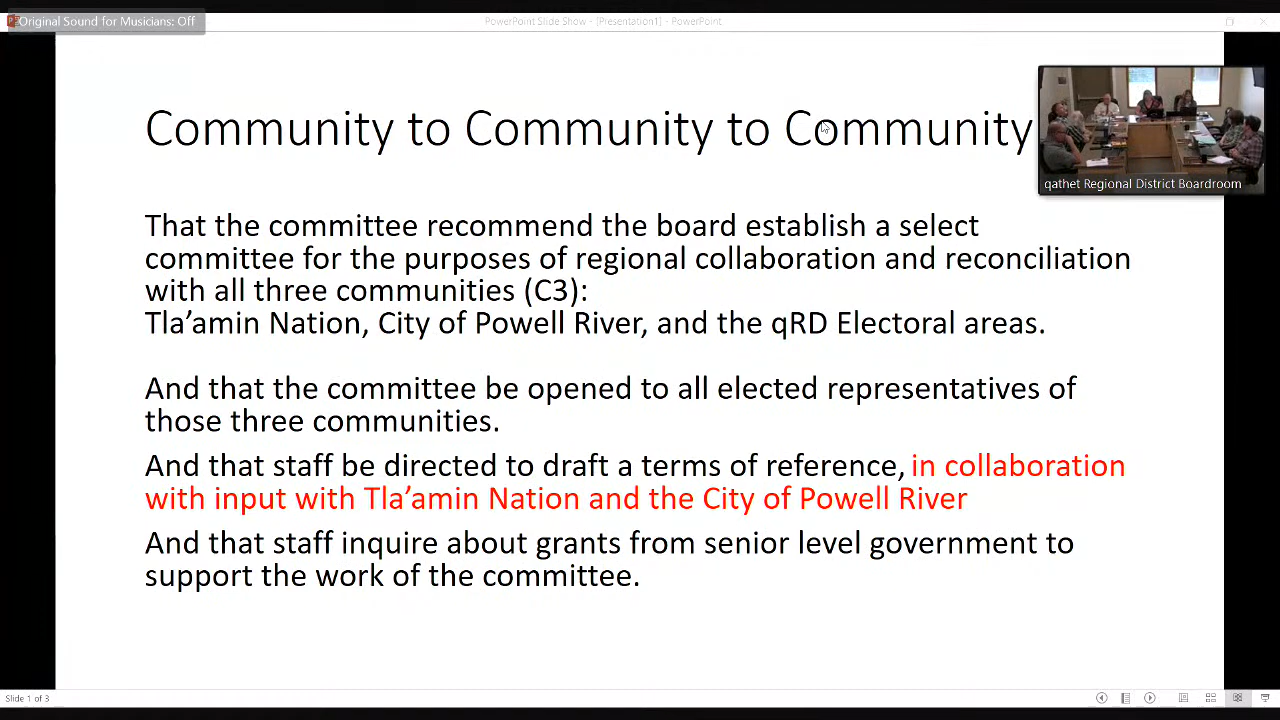 Original Sound for Musicians: Off
PowerPoint Slide Show - [Presentation1] - PowerPoint
Community to Community to Community
qathet Regional District Boardroom
That the committee recommend the board establish a select
committee for the purposes of regional collaboration and reconciliation
with all three communities (C3):
Tla’amin Nation, City of Powell River, and the qRD Electoral areas.
And that the committee be opened to all elected representatives of
those three communities.
And that staff be directed to draft a terms of reference, in collaboration
with input with Tla’amin Nation and the City of Powell River
And that staff inquire about grants from senior level government to
support the work of the committee.
Slide 1 of 3